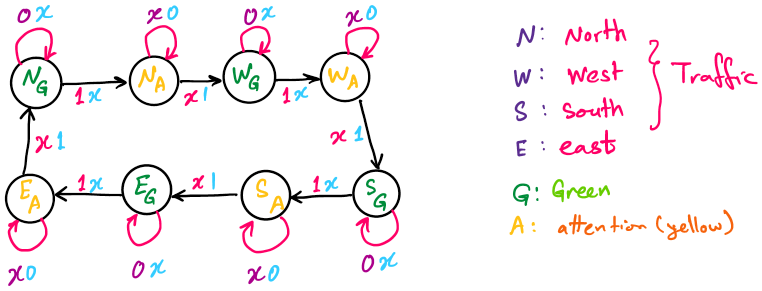 0x x0 0x x0
N: North
W: West
S: South
E: east
Traffic
N_G N_A W_G W_A
1x x1 1x
x1 x1
E_A E_G S_A S_G
1x x1 1x
x0 0x x0 0x
G: Green
A: attention (yellow)